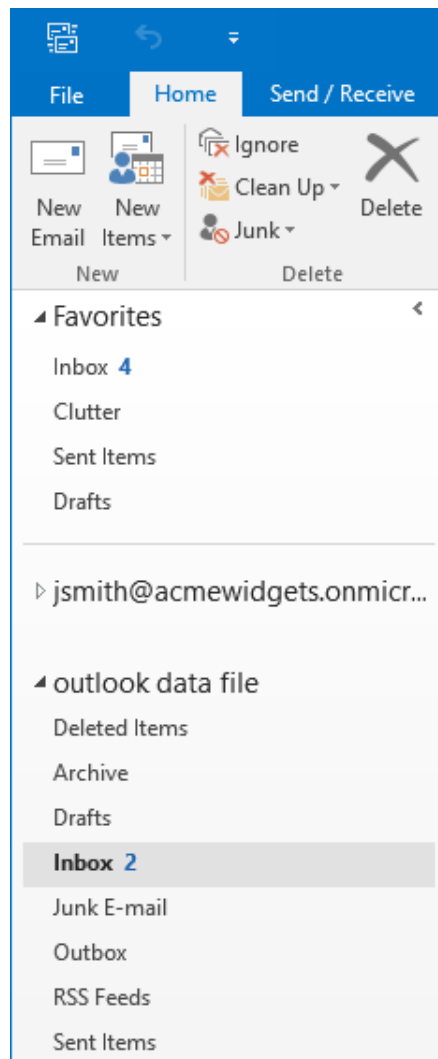 File Home Send / Receive
Ignore
Clean Up
Junk
New Email
New Items
Delete
New Delete
Favorites
Inbox 4
Clutter
Sent Items
Drafts
jsmith@acmewidgets.onmicr...
outlook data file
Deleted Items
Archive
Drafts
Inbox 2
Junk E-mail
Outbox
RSS Feeds
Sent Items